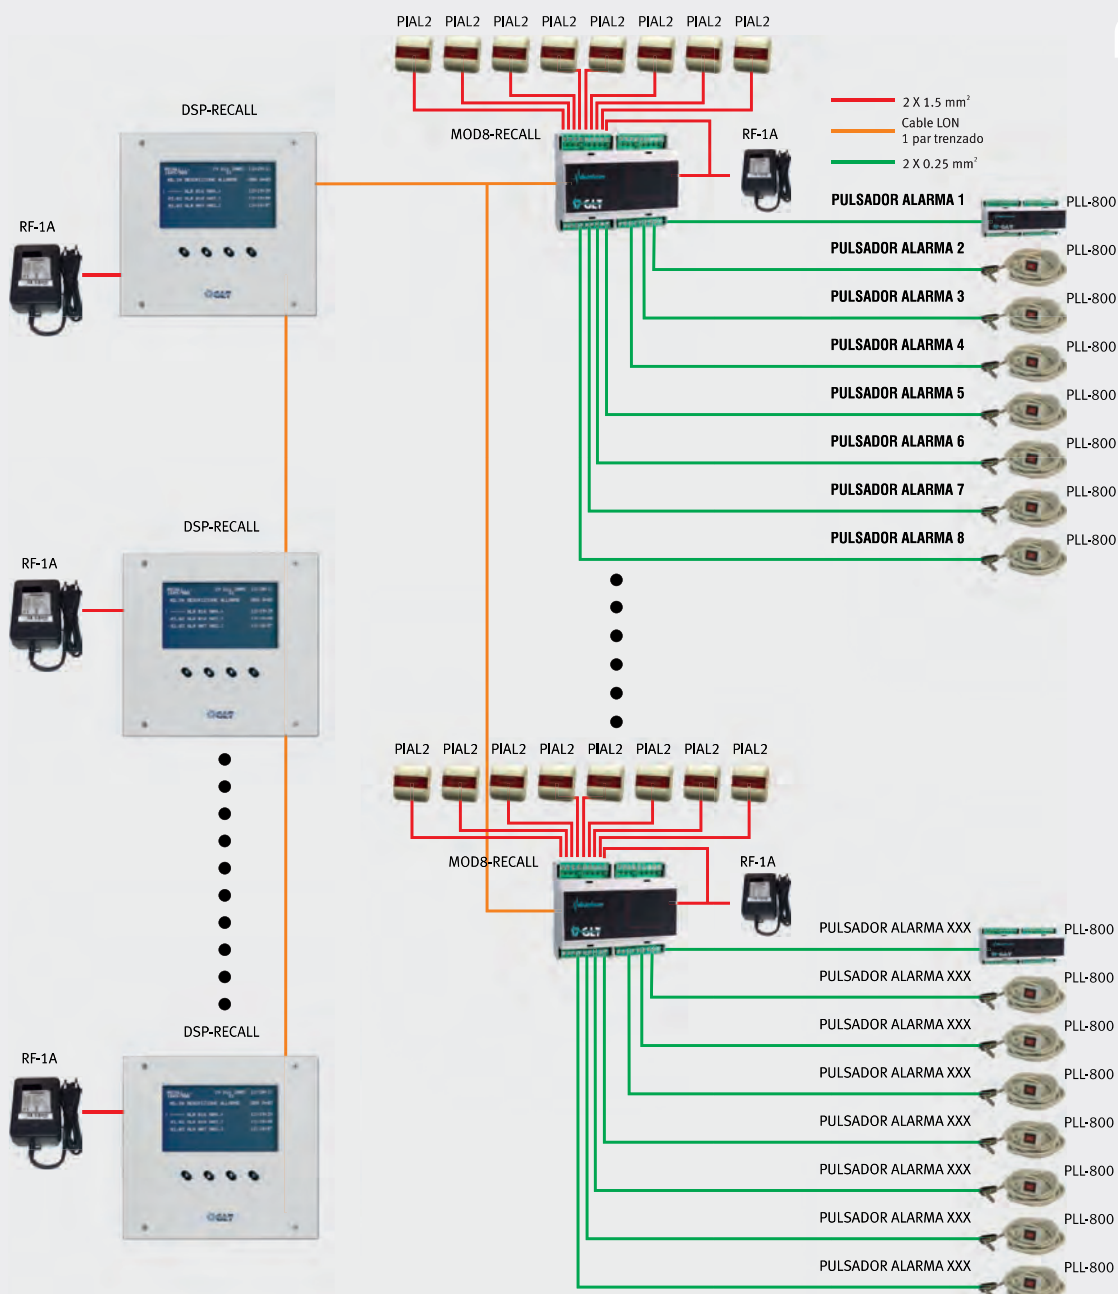 PIAL2 PIAL2 PIAL2 PIAL2 PIAL2 PIAL2 PIAL2 PIAL2
DSP-RECALL
MOD8-RECALL
RF-1A
2 X 1.5 mm²
Cable LON
1 par trenzado
2 X 0.25 mm²
GLT
RF-1A
GLT
PULSADOR ALARMA 1 PLL-800
PULSADOR ALARMA 2 PLL-800
PULSADOR ALARMA 3 PLL-800
PULSADOR ALARMA 4 PLL-800
PULSADOR ALARMA 5 PLL-800
PULSADOR ALARMA 6 PLL-800
PULSADOR ALARMA 7 PLL-800
PULSADOR ALARMA 8 PLL-800
DSP-RECALL
RF-1A
GLT
PIAL2 PIAL2 PIAL2 PIAL2 PIAL2 PIAL2 PIAL2 PIAL2
MOD8-RECALL
RF-1A
GLT
PULSADOR ALARMA XXX PLL-800
PULSADOR ALARMA XXX PLL-800
PULSADOR ALARMA XXX PLL-800
PULSADOR ALARMA XXX PLL-800
PULSADOR ALARMA XXX PLL-800
PULSADOR ALARMA XXX PLL-800
PULSADOR ALARMA XXX PLL-800
PULSADOR ALARMA XXX PLL-800
DSP-RECALL
RF-1A
GLT